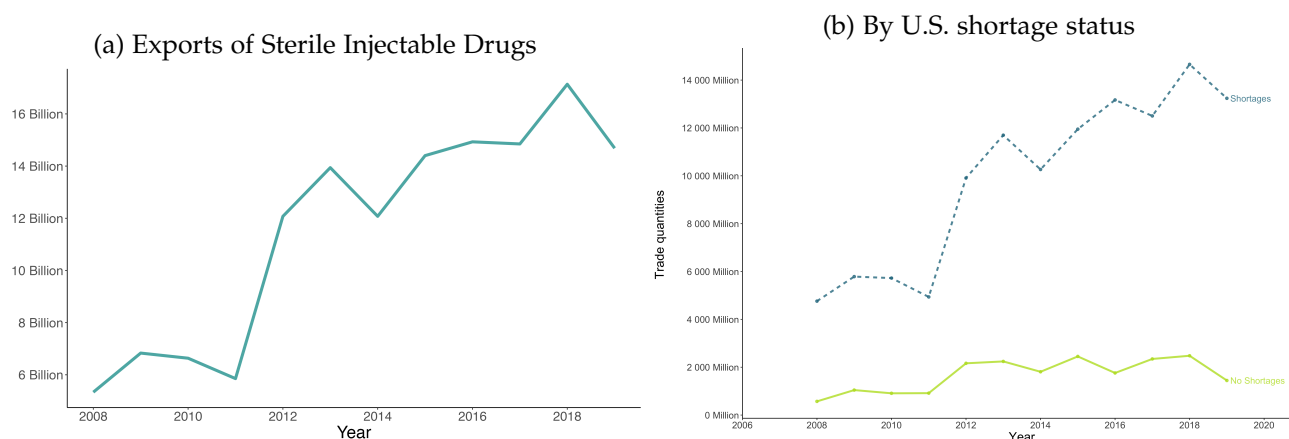 (a) Exports of Sterile Injectable Drugs
16 Billion
14 Billion
12 Billion
10 Billion
8 Billion
6 Billion
2008 2010 2012 2014 2016 2018
Year
(b) By U.S. shortage status
Trade quantities
14 000 Million
12 000 Million
10 000 Million
8 000 Million
6 000 Million
4 000 Million
2 000 Million
0 Million
Shortages
No Shortages
2006 2008 2010 2012 2014 2016 2018 2020
Year